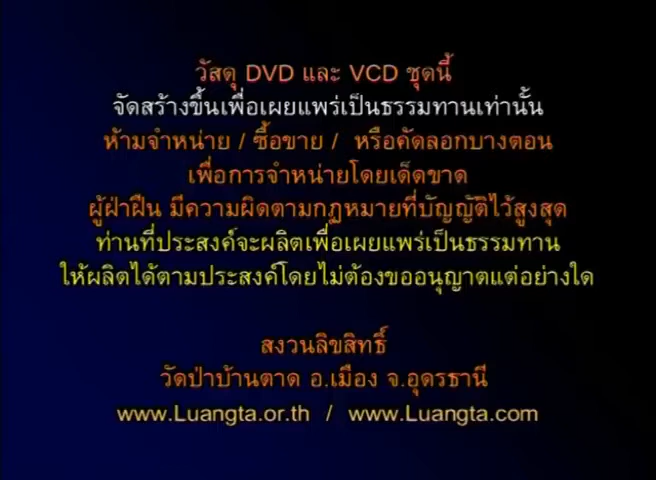 วัสดุ DVD และ VCD ชุดนี้
จัดสร้างขึ้นเพื่อเผยแพร่เป็นธรรมทานเท่านั้น
ห้ามจำหน่าย / ซื้อขาย / หรือคัดลอกบางตอน
เพื่อการจำหน่ายโดยเด็ดขาด
ผู้ฝ่าฝืน มีความผิดตามกฎหมายที่บัญญัติไว้สูงสุด
ท่านที่ประสงค์จะผลิตเพื่อเผยแพร่เป็นธรรมทาน
ให้ผลิตได้ตามประสงค์โดยไม่ต้องขออนุญาตแต่อย่างใด
สงวนลิขสิทธิ์
วัดป่าบ้านตาด อ.เมือง จ.อุดรธานี
www.Luangta.or.th / www.Luangta.com